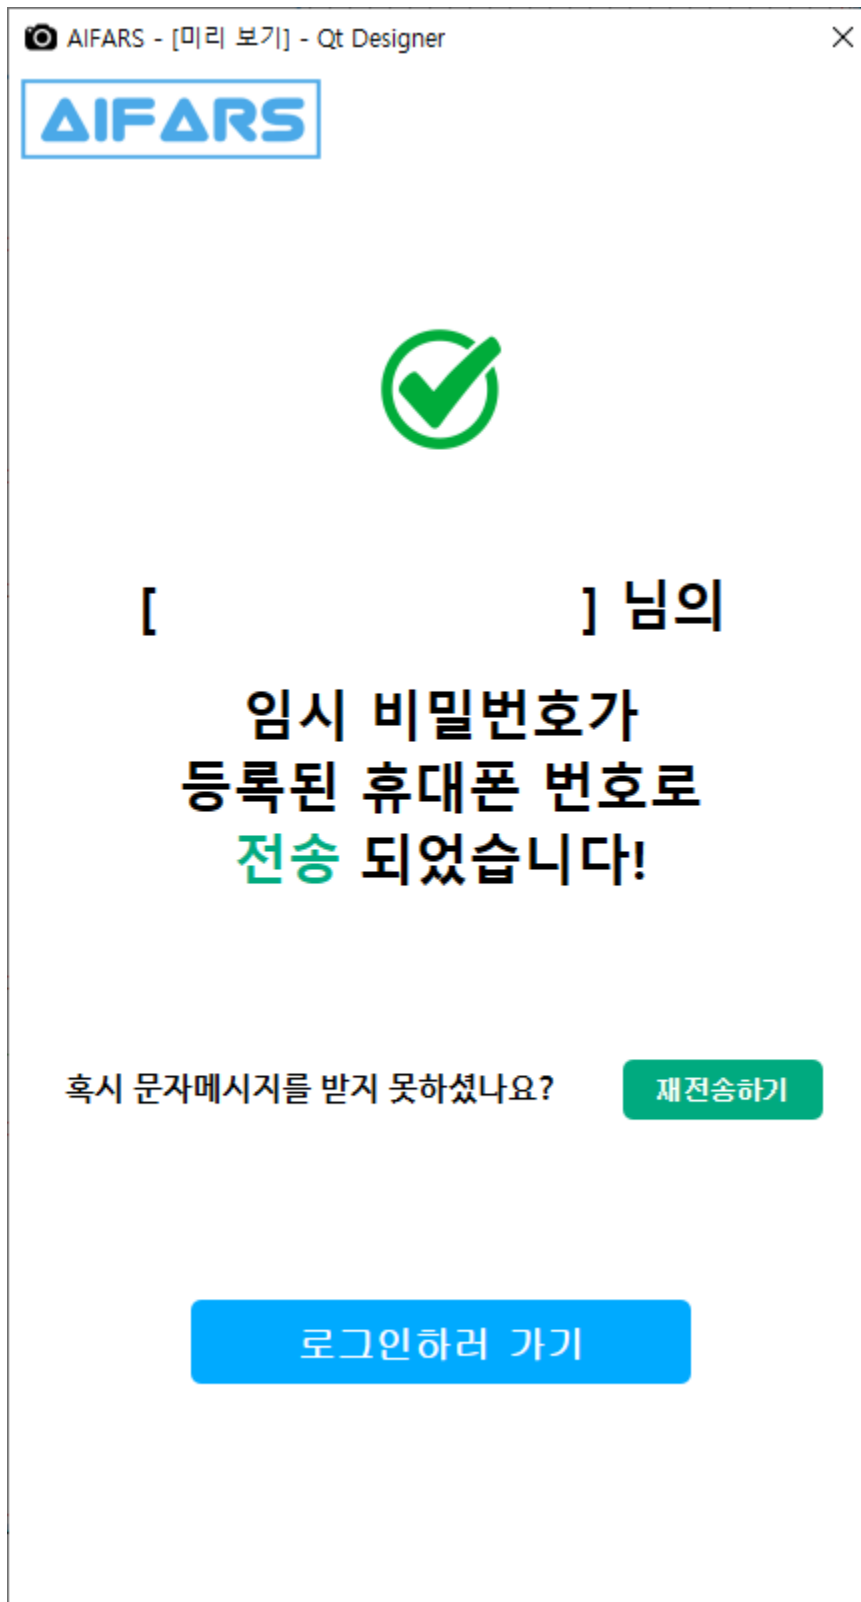 AIFARS - [미리 보기] - Qt Designer
AIFARS
[ ] 님의
임시 비밀번호가
등록된 휴대폰 번호로
전송 되었습니다!
혹시 문자메시지를 받지 못하셨나요?
재전송하기
로그인하러 가기